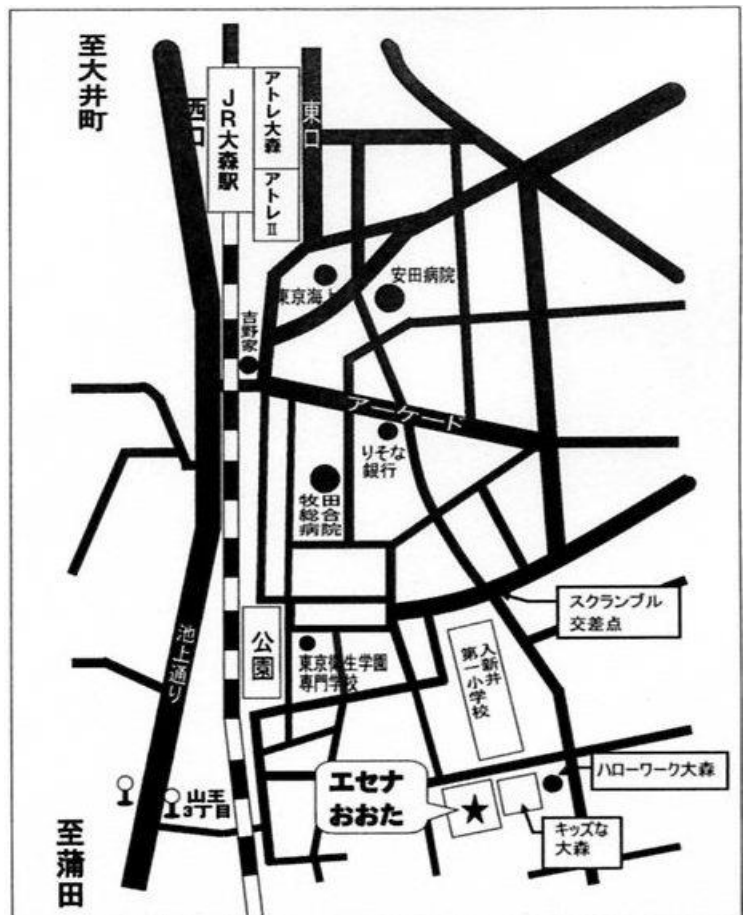 至大井町
西口
JR大森駅
アトレ大森
アトレⅡ
東口
東京海上
安田病院
吉野家
アーケード
りそな
銀行
牧田
総合
病院
スクランブル
交差点
公園
池上通り
東京衛生学園
専門学校
入新井
第一小学校
ハローワーク大森
エセナ
おおた
キッズな
大森
山王
3丁目
至蒲田